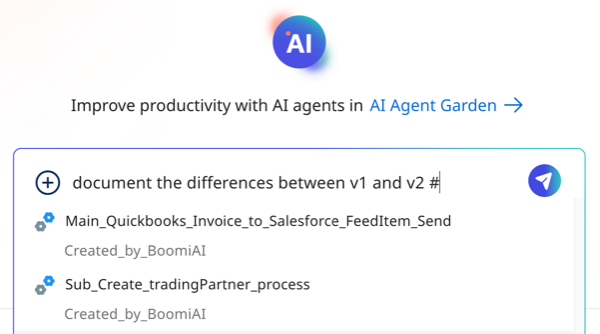 AI
Improve productivity with AI agents in AI Agent Garden
document the differences between v1 and v2 #
Main_Quickbooks_Invoice_to_Salesforce_FeedItem_Send
Created_by_BoomiAI
Sub_Create_tradingPartner_process
Created_by_BoomiAI